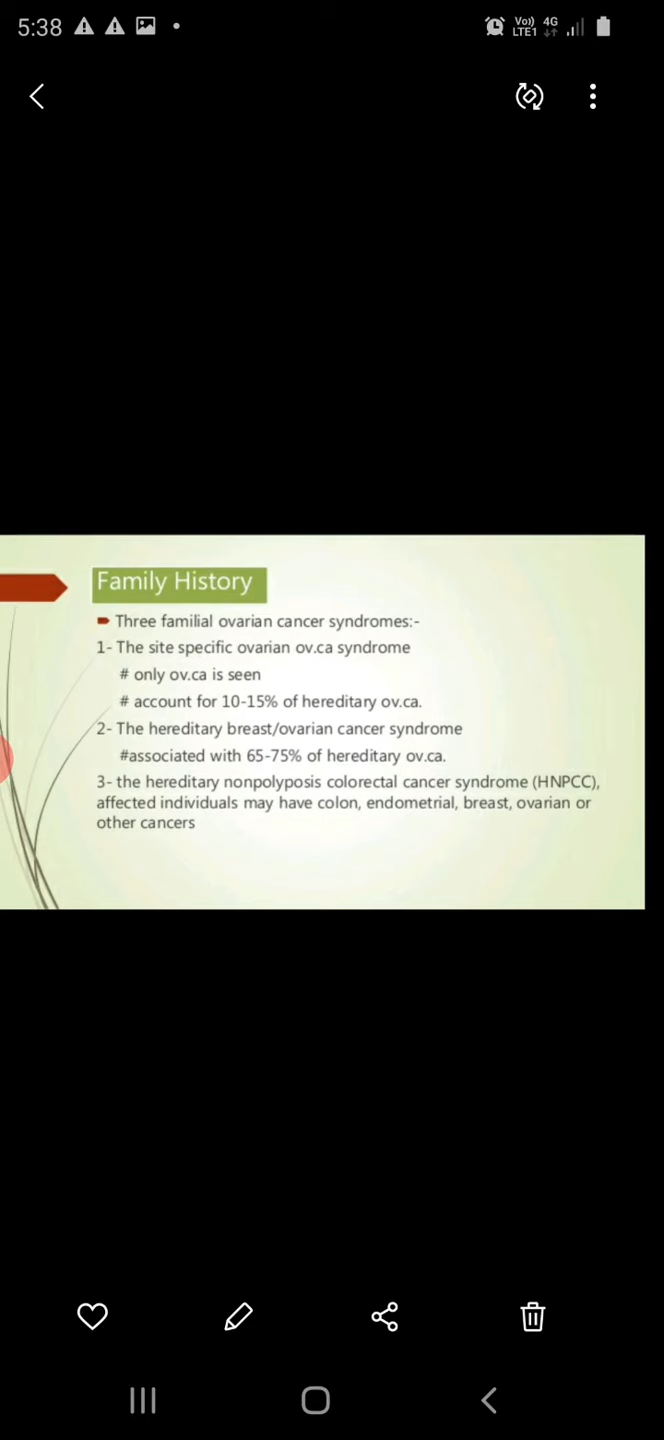 5:38
Vo)) 4G
LTE1
Family History
Three familial ovarian cancer syndromes:-
1- The site specific ovarian ov.ca syndrome
# only ov.ca is seen
# account for 10-15% of hereditary ov.ca.
2- The hereditary breast/ovarian cancer syndrome
#associated with 65-75% of hereditary ov.ca.
3- the hereditary nonpolyposis colorectal cancer syndrome (HNPCC),
affected individuals may have colon, endometrial, breast, ovarian or
other cancers